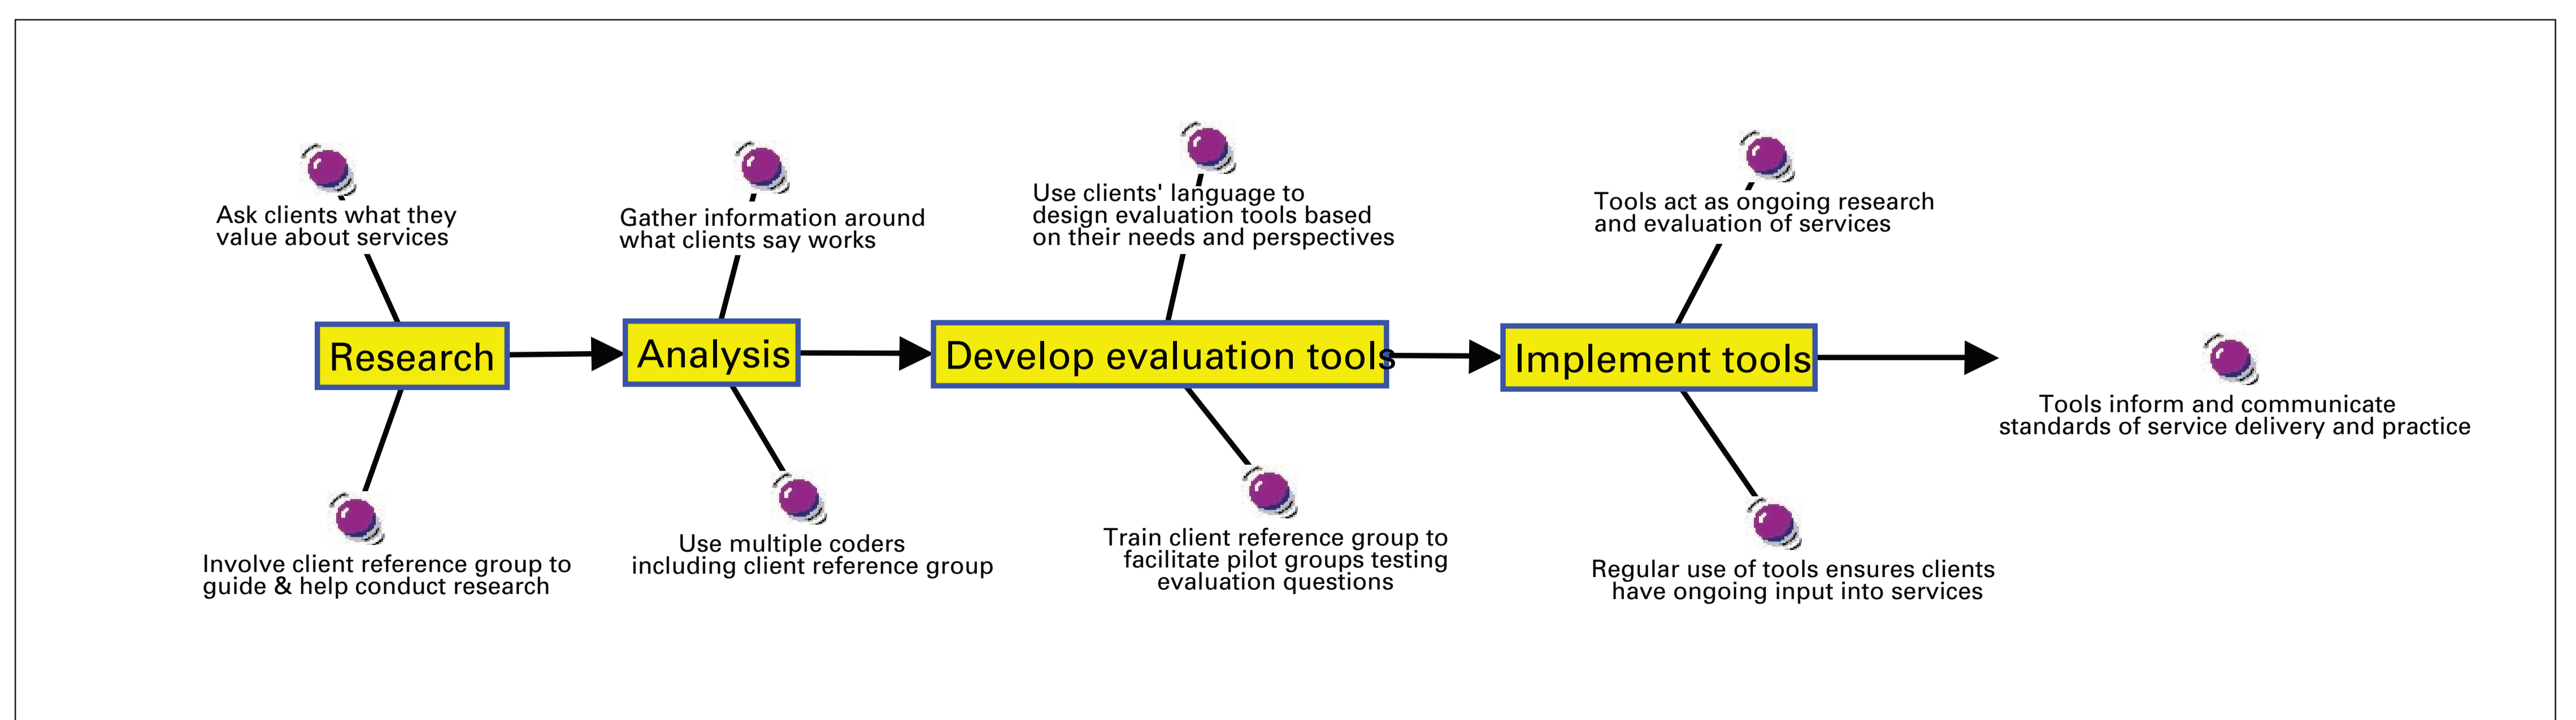 Ask clients what they
value about services
Gather information around
what clients say works
Use clients' language to
design evaluation tools based
on their needs and perspectives
Tools act as ongoing research
and evaluation of services
Research
Analysis
Develop evaluation tools
Implement tools
Tools inform and communicate
standards of service delivery and practice
Involve client reference group to
guide & help conduct research
Use multiple coders
including client reference group
Train client reference group to
facilitate pilot groups testing
evaluation questions
Regular use of tools ensures clients
have ongoing input into services